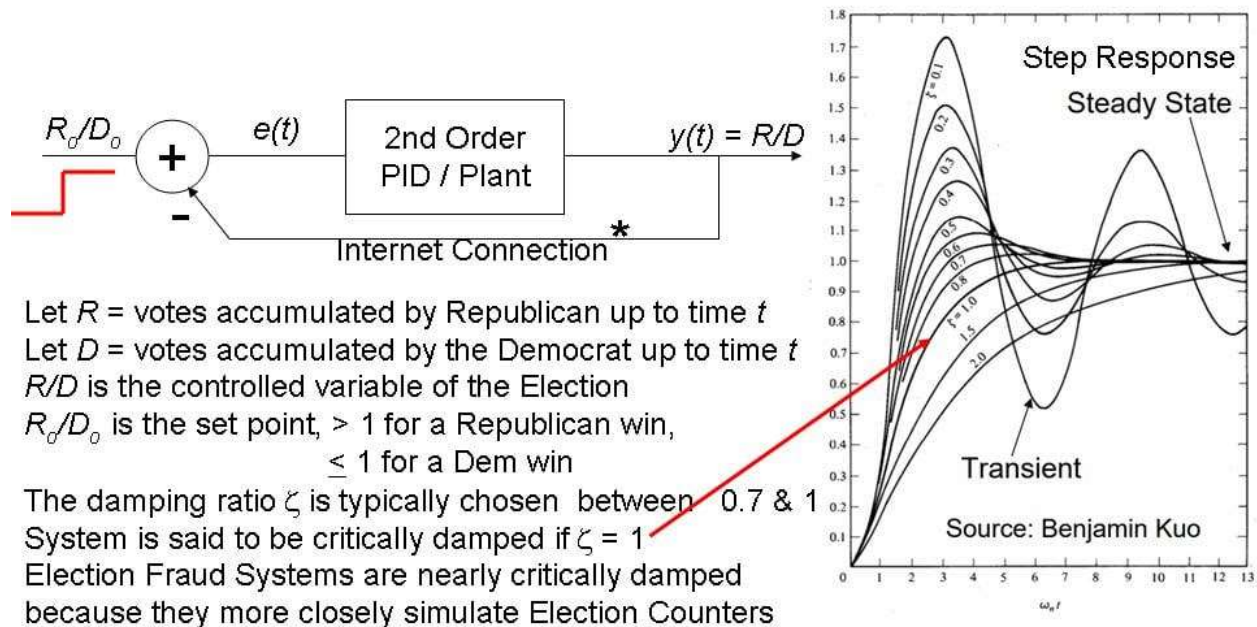 R₀/D₀
+
-
e(t)
2nd Order
PID / Plant
y(t) = R/D
*
Internet Connection
Let R = votes accumulated by Republican up to time t
Let D = votes accumulated by the Democrat up to time t
R/D is the controlled variable of the Election
R₀/D₀ is the set point, > 1 for a Republican win,
≤ 1 for a Dem win
The damping ratio ζ is typically chosen between 0.7 & 1
System is said to be critically damped if ζ = 1
Election Fraud Systems are nearly critically damped
because they more closely simulate Election Counters
Step Response
Steady State
Transient
Source: Benjamin Kuo
1.8
1.7
1.6
1.5
1.4
1.3
1.2
1.1
1.0
0.9
0.8
0.7
0.6
0.5
0.4
0.3
0.2
0.1
ζ = 0.1
0.2
0.3
0.4
0.5
0.6
0.7
0.8
ζ = 1.0
1.5
2.0
0 1 2 3 4 5 6 7 8 9 10 11 12 13
ωₙt